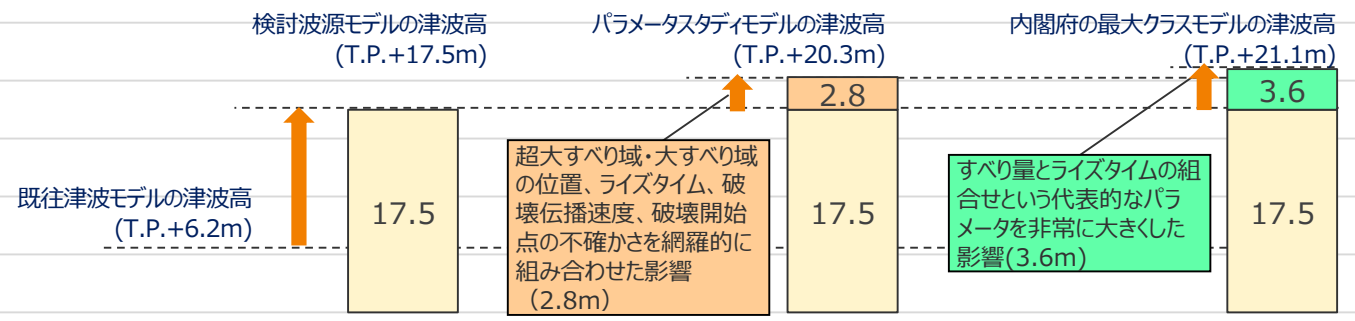 検討波源モデルの津波高
(T.P.+17.5m)
パラメータスタディモデルの津波高
(T.P.+20.3m)
内閣府の最大クラスモデルの津波高
(T.P.+21.1m)
既往津波モデルの津波高
(T.P.+6.2m)
17.5
2.8
17.5
3.6
17.5
超大すべり域・大すべり域
の位置、ライズタイム、破
壊伝播速度、破壊開始
点の不確かさを網羅的に
組み合わせた影響
（2.8m）
すべり量とライズタイムの組
合せという代表的なパラ
メータを非常に大きくした
影響(3.6m)